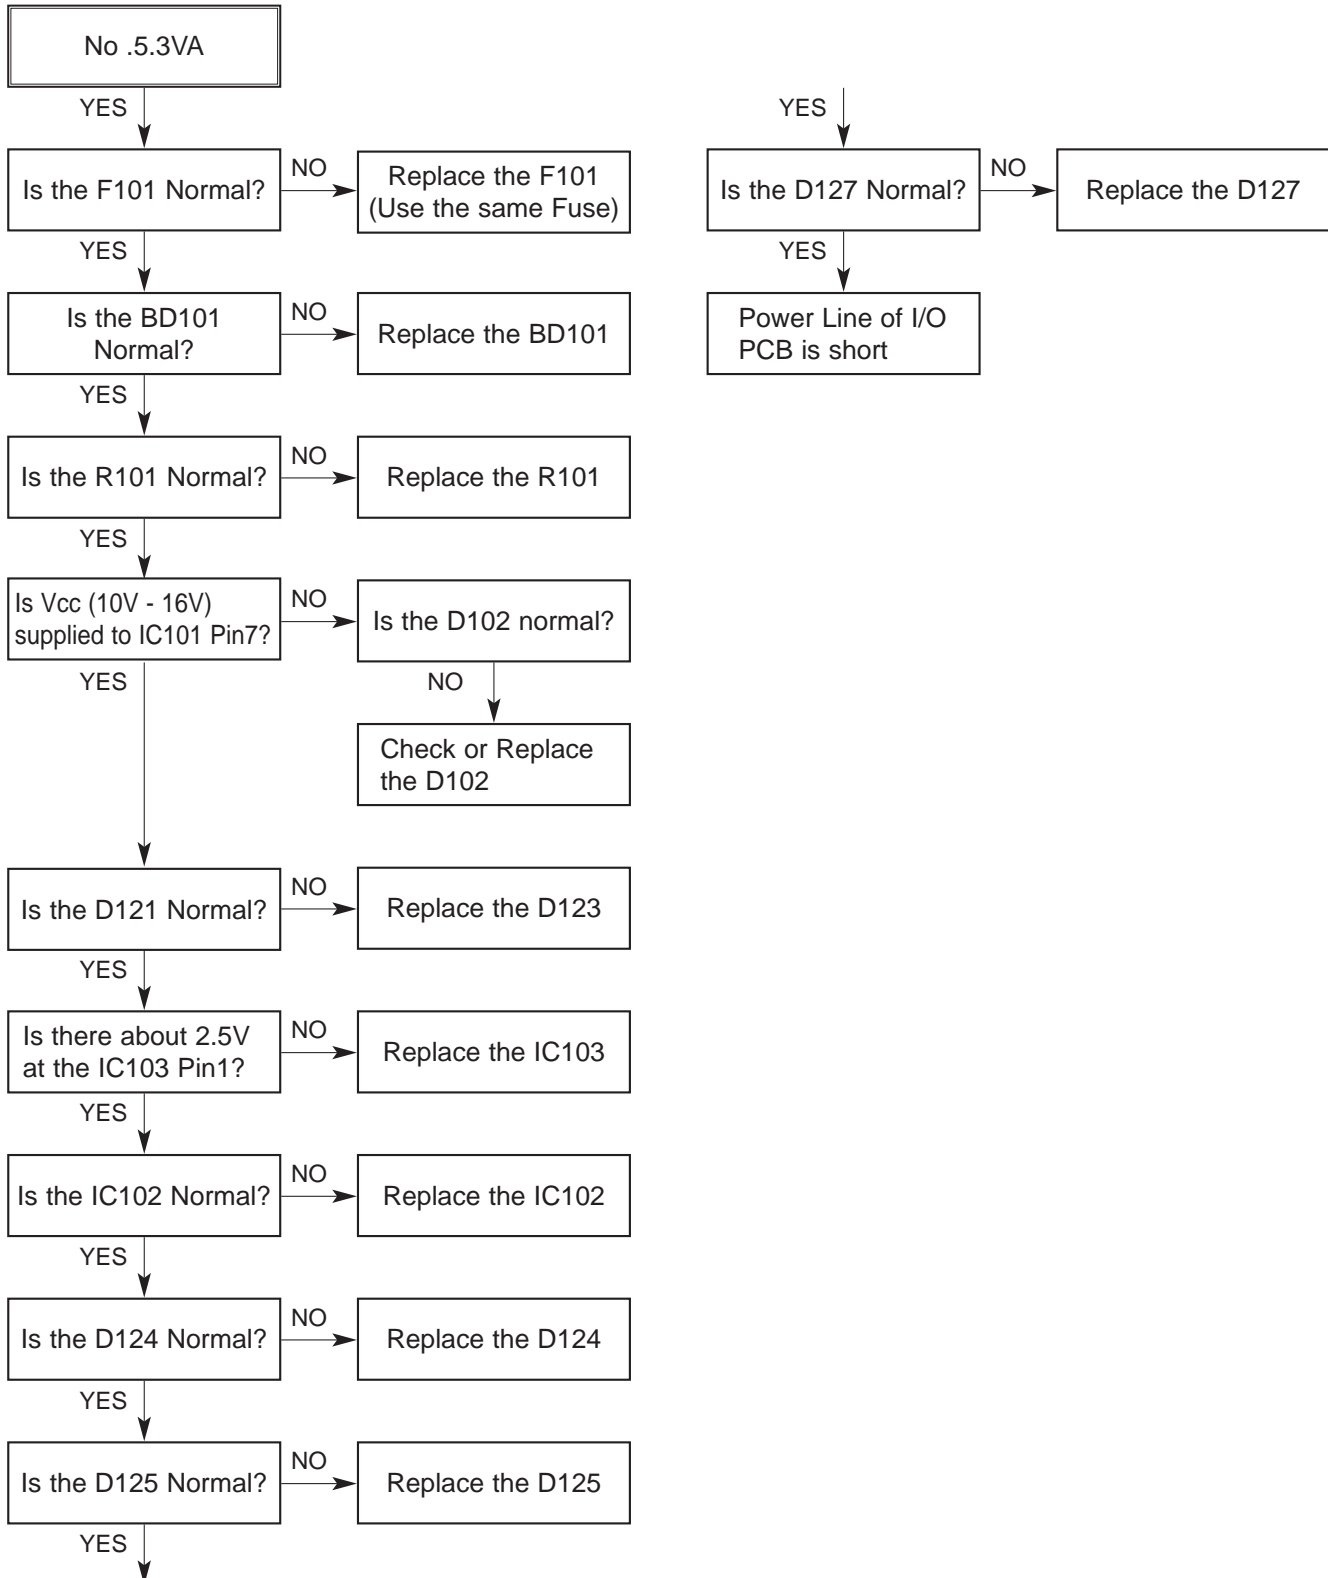 No .5.3VA
YES
Is the F101 Normal?
NO
Replace the F101
(Use the same Fuse)
YES
Is the BD101
Normal?
NO
Replace the BD101
YES
Is the R101 Normal?
NO
Replace the R101
YES
Is Vcc (10V - 16V)
supplied to IC101 Pin7?
NO
Is the D102 normal?
NO
Check or Replace
the D102
YES
Is the D121 Normal?
NO
Replace the D123
YES
Is there about 2.5V
at the IC103 Pin1?
NO
Replace the IC103
YES
Is the IC102 Normal?
NO
Replace the IC102
YES
Is the D124 Normal?
NO
Replace the D124
YES
Is the D125 Normal?
NO
Replace the D125
YES
YES
Is the D127 Normal?
NO
Replace the D127
YES
Power Line of I/O
PCB is short